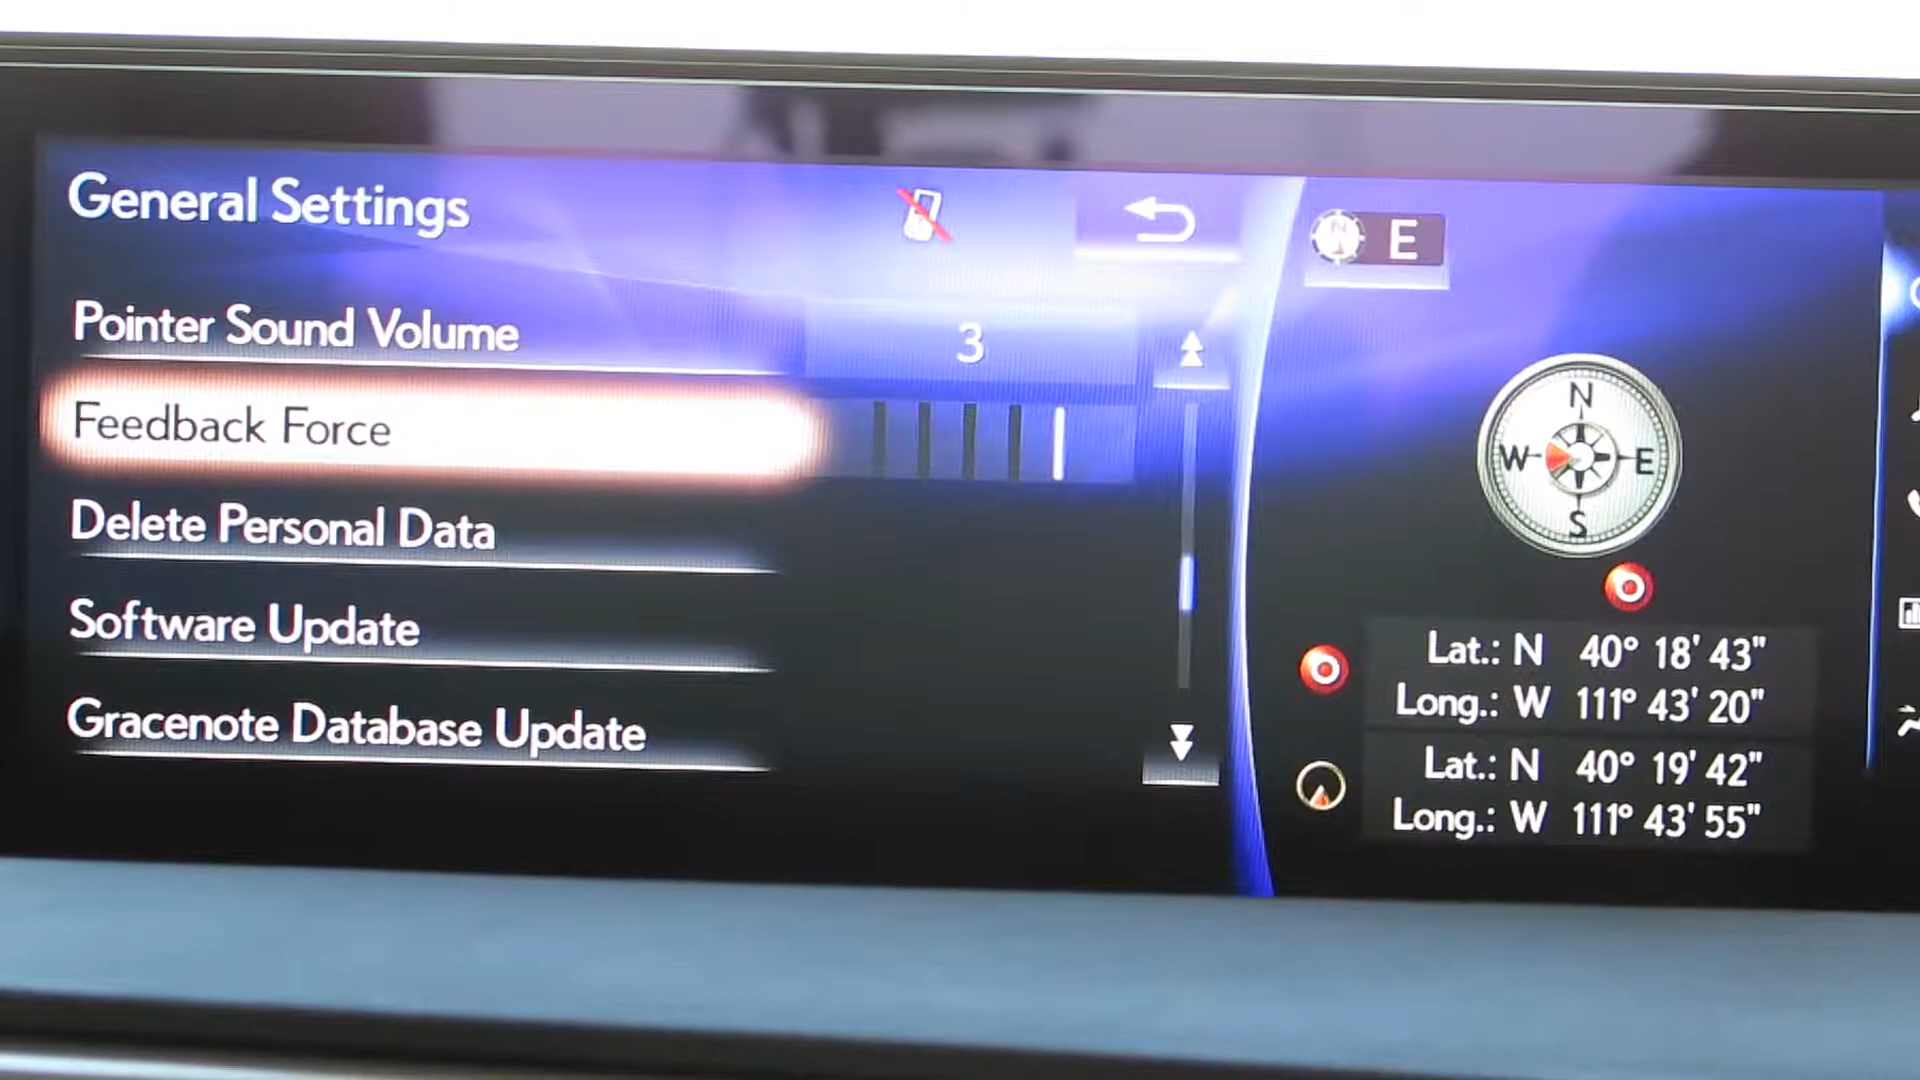 General Settings
Pointer Sound Volume 3
Feedback Force
Delete Personal Data
Software Update
Gracenote Database Update
N E
N
W E
S
Lat.: N 40° 18' 43"
Long.: W 111° 43' 20"
Lat.: N 40° 19' 42"
Long.: W 111° 43' 55"